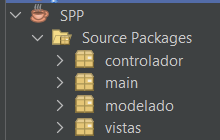 SPP
Source Packages
controlador
main
modelado
vistas